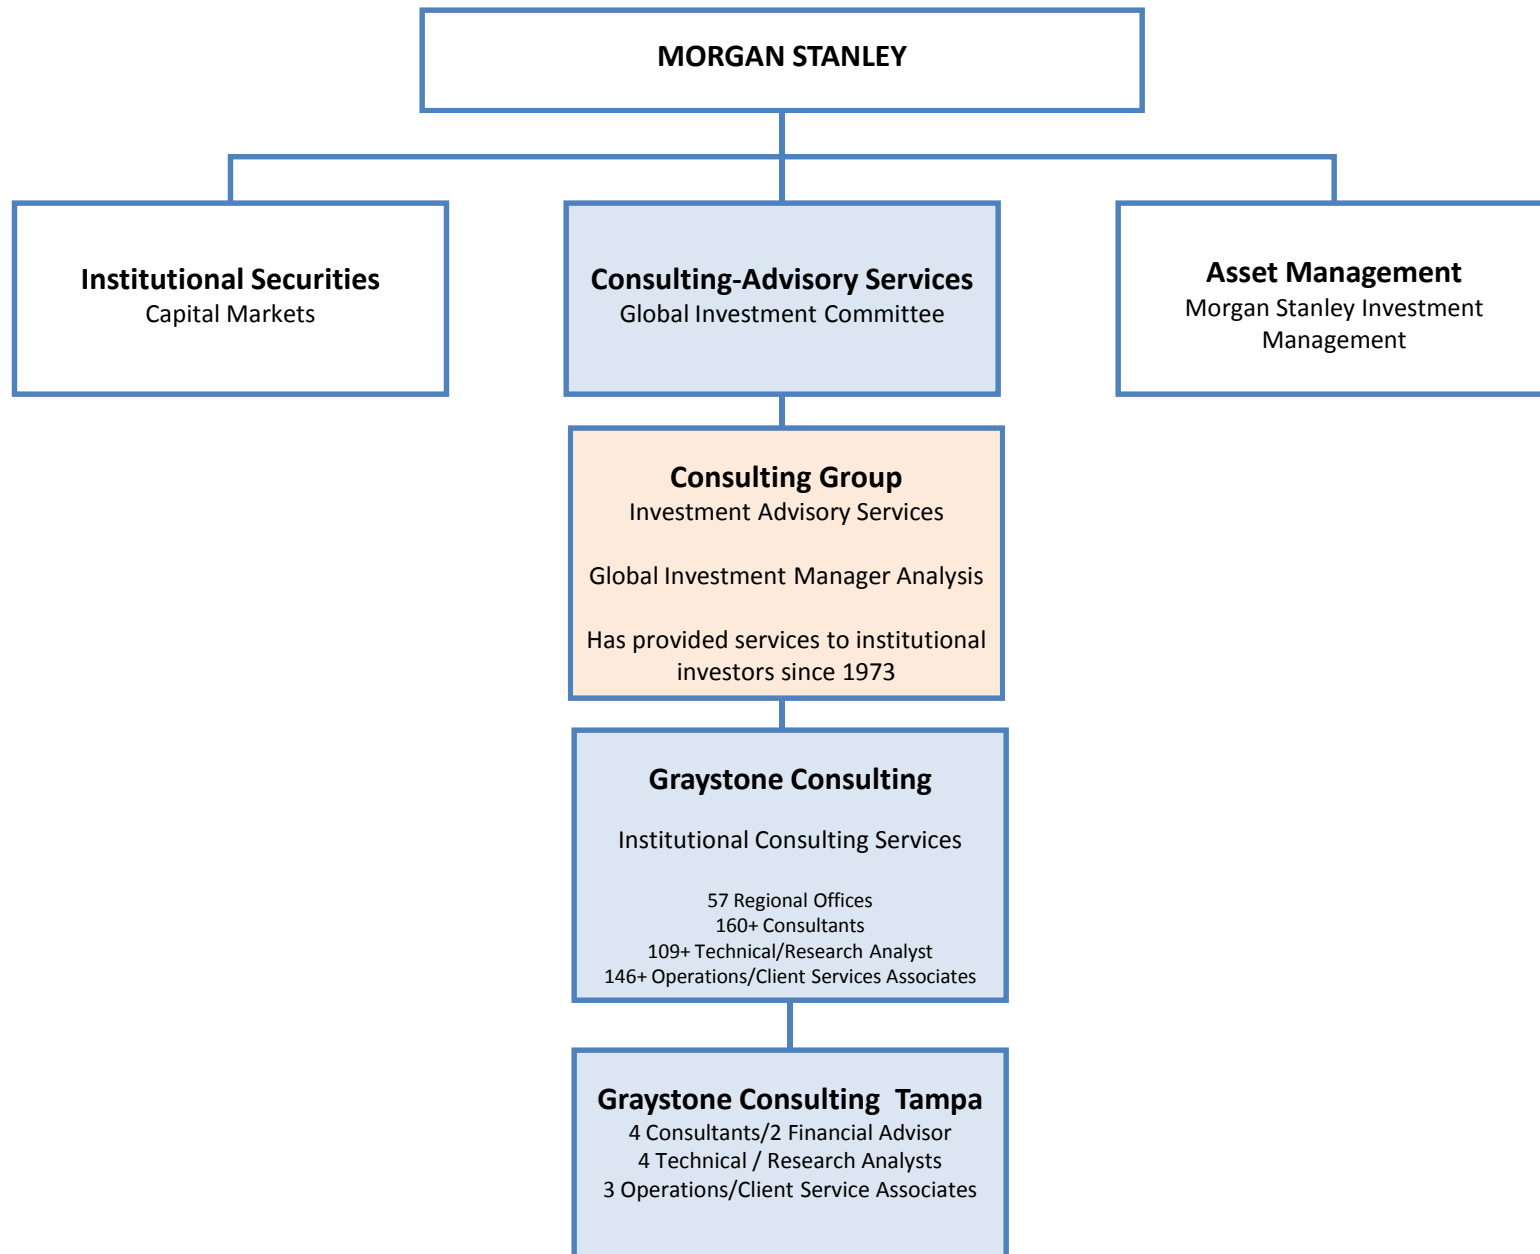 MORGAN STANLEY
Institutional Securities
Capital Markets
Consulting-Advisory Services
Global Investment Committee
Asset Management
Morgan Stanley Investment
Management
Consulting Group
Investment Advisory Services
Global Investment Manager Analysis
Has provided services to institutional
investors since 1973
Graystone Consulting
Institutional Consulting Services
57 Regional Offices
160+ Consultants
109+ Technical/Research Analyst
146+ Operations/Client Services Associates
Graystone Consulting  Tampa
4 Consultants/2 Financial Advisor
4 Technical / Research Analysts
3 Operations/Client Service Associates